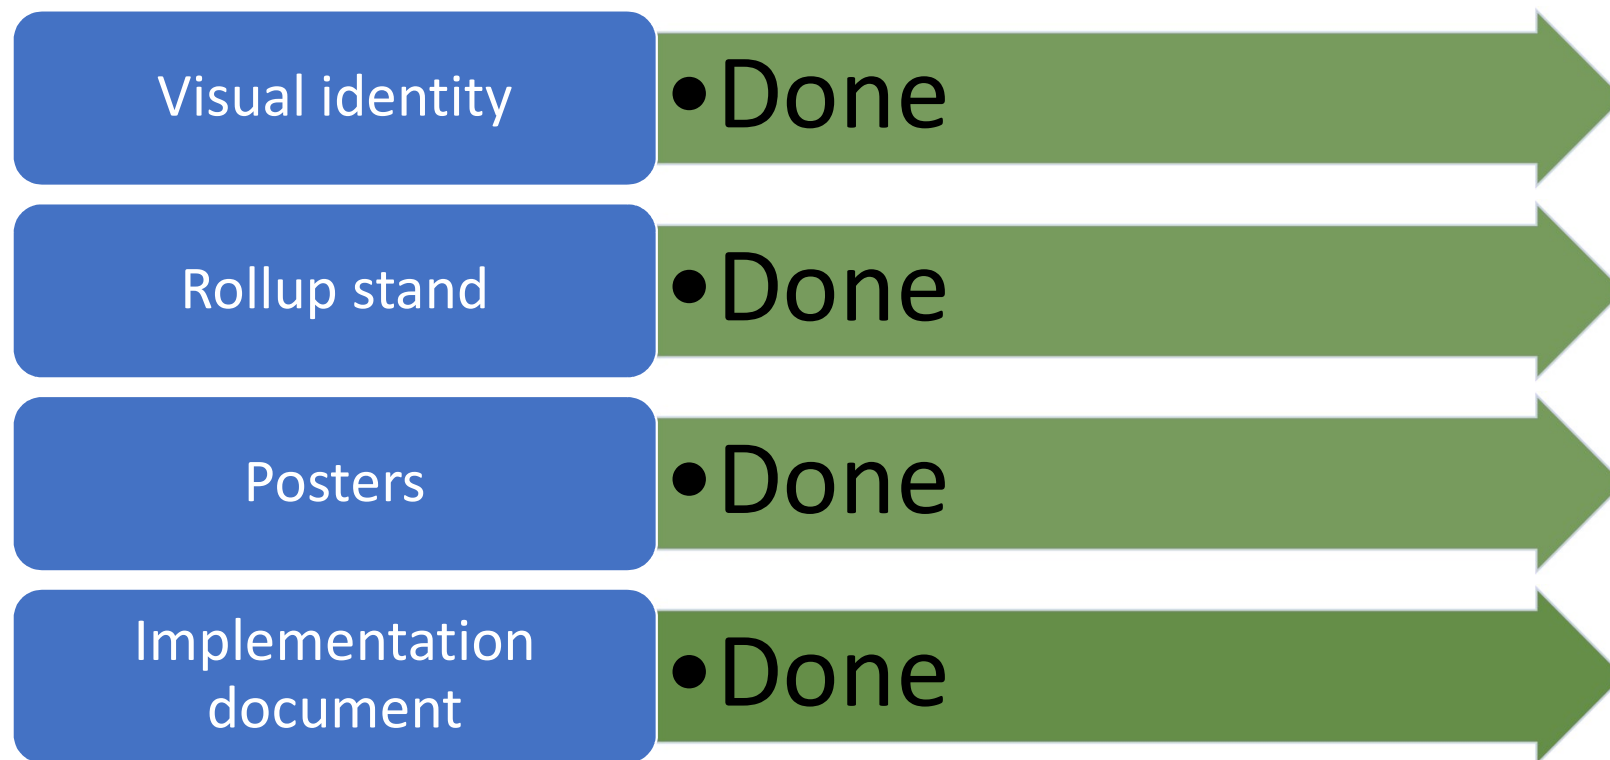 Visual identity
•Done
Rollup stand
•Done
Posters
•Done
Implementation
document
•Done